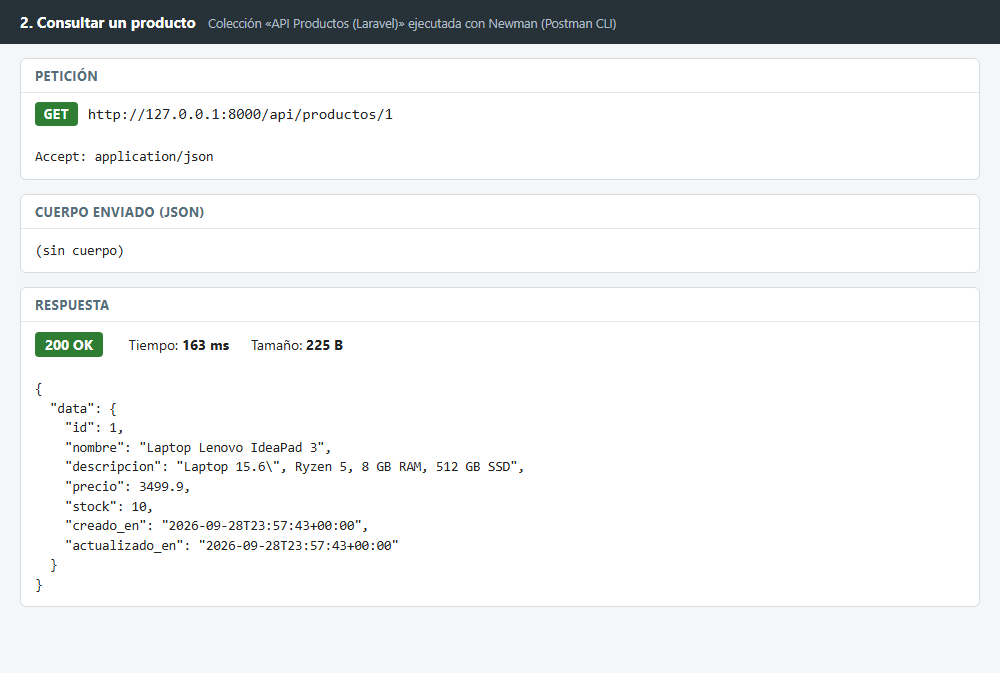 2. Consultar un producto Colección «API Productos (Laravel)» ejecutada con Newman (Postman CLI)
PETICIÓN
GET http://127.0.0.1:8000/api/productos/1
Accept: application/json
CUERPO ENVIADO (JSON)
(sin cuerpo)
RESPUESTA
200 OK Tiempo: 163 ms Tamaño: 225 B
{
  "data": {
    "id": 1,
    "nombre": "Laptop Lenovo IdeaPad 3",
    "descripcion": "Laptop 15.6\", Ryzen 5, 8 GB RAM, 512 GB SSD",
    "precio": 3499.9,
    "stock": 10,
    "creado_en": "2026-09-28T23:57:43+00:00",
    "actualizado_en": "2026-09-28T23:57:43+00:00"
  }
}